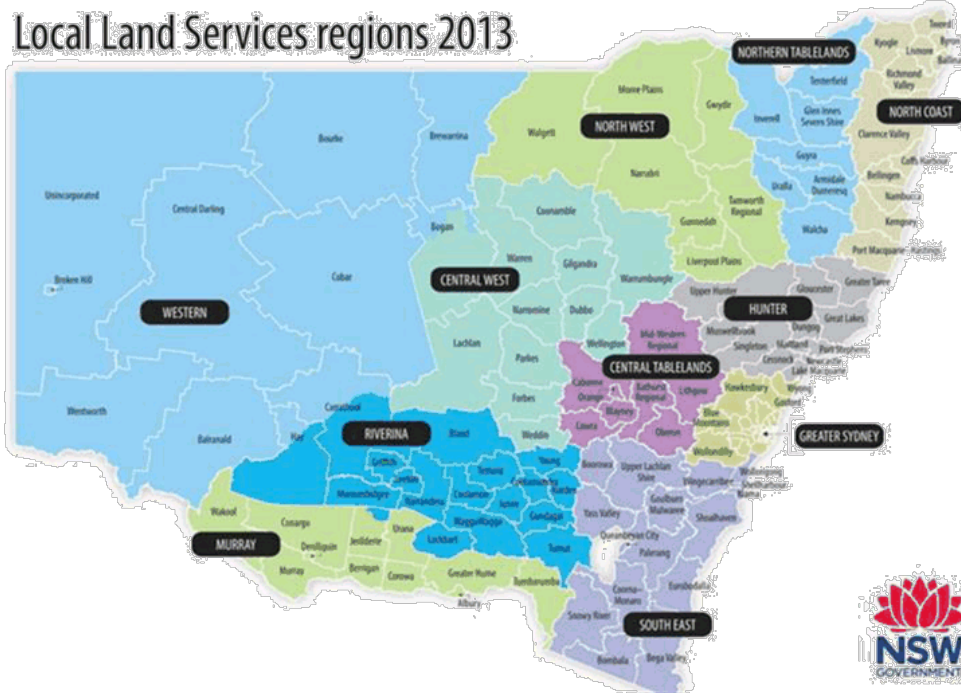 Local Land Services regions 2013
NORTHERN TABLELANDS
Kyogle
Lismore
Tenterfield
Richmond
Valley
Moree Plains
Gwydir
NORTH COAST
Inverell
Glen Innes
Severn Shire
NORTH WEST
Walgett
Clarence Valley
Bourke
Brewarrina
Guyra
Coffs Harbour
Narrabri
Bellingen
Uralla
Armidale
Dumaresq
Unincorporated
Nambucca
Tamworth
Regional
Central Darling
Coonamble
Gunnedah
Kempsey
Bogan
Walcha
Port Macquarie - Hastings
Warren
Gilgandra
Liverpool Plains
Broken Hill
Cobar
CENTRAL WEST
Warrumbungle
Upper Hunter
Gloucester
Greater Taree
WESTERN
Narromine
Dubbo
HUNTER
Great Lakes
Muswellbrook
Dungog
Mid-Western
Regional
Lachlan
Wellington
Singleton
Maitland
Port Stephens
Parkes
Cessnock
Newcastle
Lake Macquarie
CENTRAL TABLELANDS
Cabonne
Orange
Bathurst
Regional
Lithgow
Hawkesbury
Wyong
Gosford
Forbes
Blayney
Blue
Mountains
Wentworth
Carrathool
Cowra
Oberon
Balranald
Hay
RIVERINA
Bland
Weddin
GREATER SYDNEY
Wollondilly
Griffith
Leeton
Temora
Young
Boorowa
Upper Lachlan
Shire
Wingecarribee
Wollongong
Shellharbour
Kiama
Cootamundra
Harden
Murrumbidgee
Narrandera
Coolamon
Junee
Goulburn
Mulwaree
Wakool
Conargo
Urana
Wagga Wagga
Gundagai
Yass Valley
Shoalhaven
MURRAY
Deniliquin
Jerilderie
Lockhart
Tumut
Queanbeyan City
Palerang
Murray
Berrigan
Corowa
Greater Hume
Tumbarumba
Eurobodalla
Albury
Cooma-
Monaro
Snowy River
SOUTH EAST
Bombala
Bega Valley
NSW
GOVERNMENT